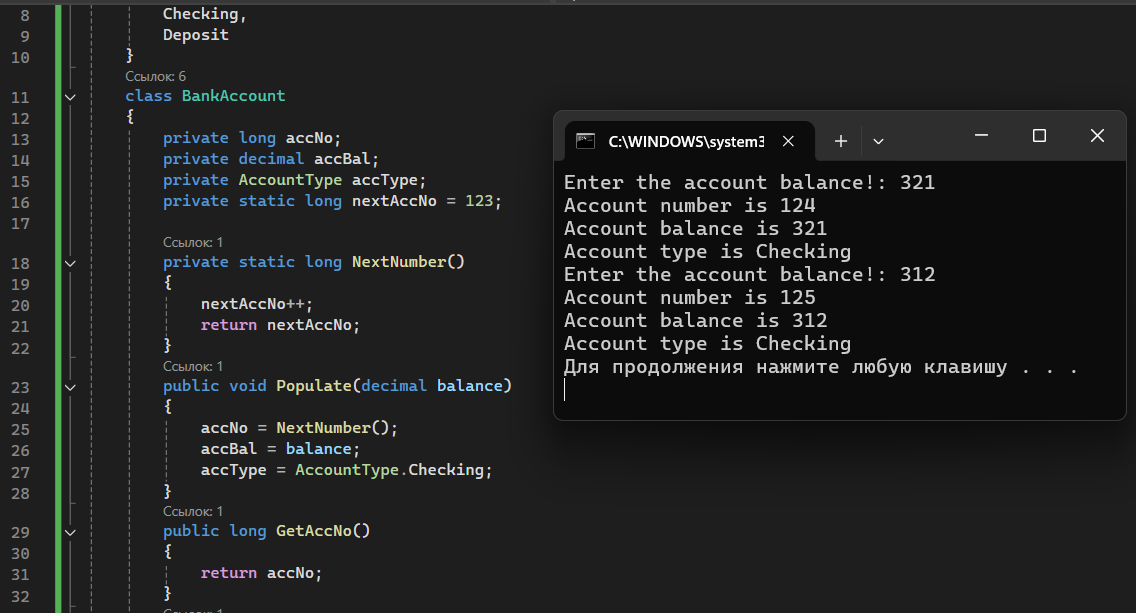 8 Checking,
9 Deposit
10 }
Ссылок: 6
11 class BankAccount
12 {
13 private long accNo;
14 private decimal accBal;
15 private AccountType accType;
16 private static long nextAccNo = 123;
17
Ссылок: 1
18 private static long NextNumber()
19 {
20 nextAccNo++;
21 return nextAccNo;
22 }
Ссылок: 1
23 public void Populate(decimal balance)
24 {
25 accNo = NextNumber();
26 accBal = balance;
27 accType = AccountType.Checking;
28 }
Ссылок: 1
29 public long GetAccNo()
30 {
31 return accNo;
32 }
Ссылок: 1
C:\WINDOWS\system3
Enter the account balance!: 321
Account number is 124
Account balance is 321
Account type is Checking
Enter the account balance!: 312
Account number is 125
Account balance is 312
Account type is Checking
Для продолжения нажмите любую клавишу . . .